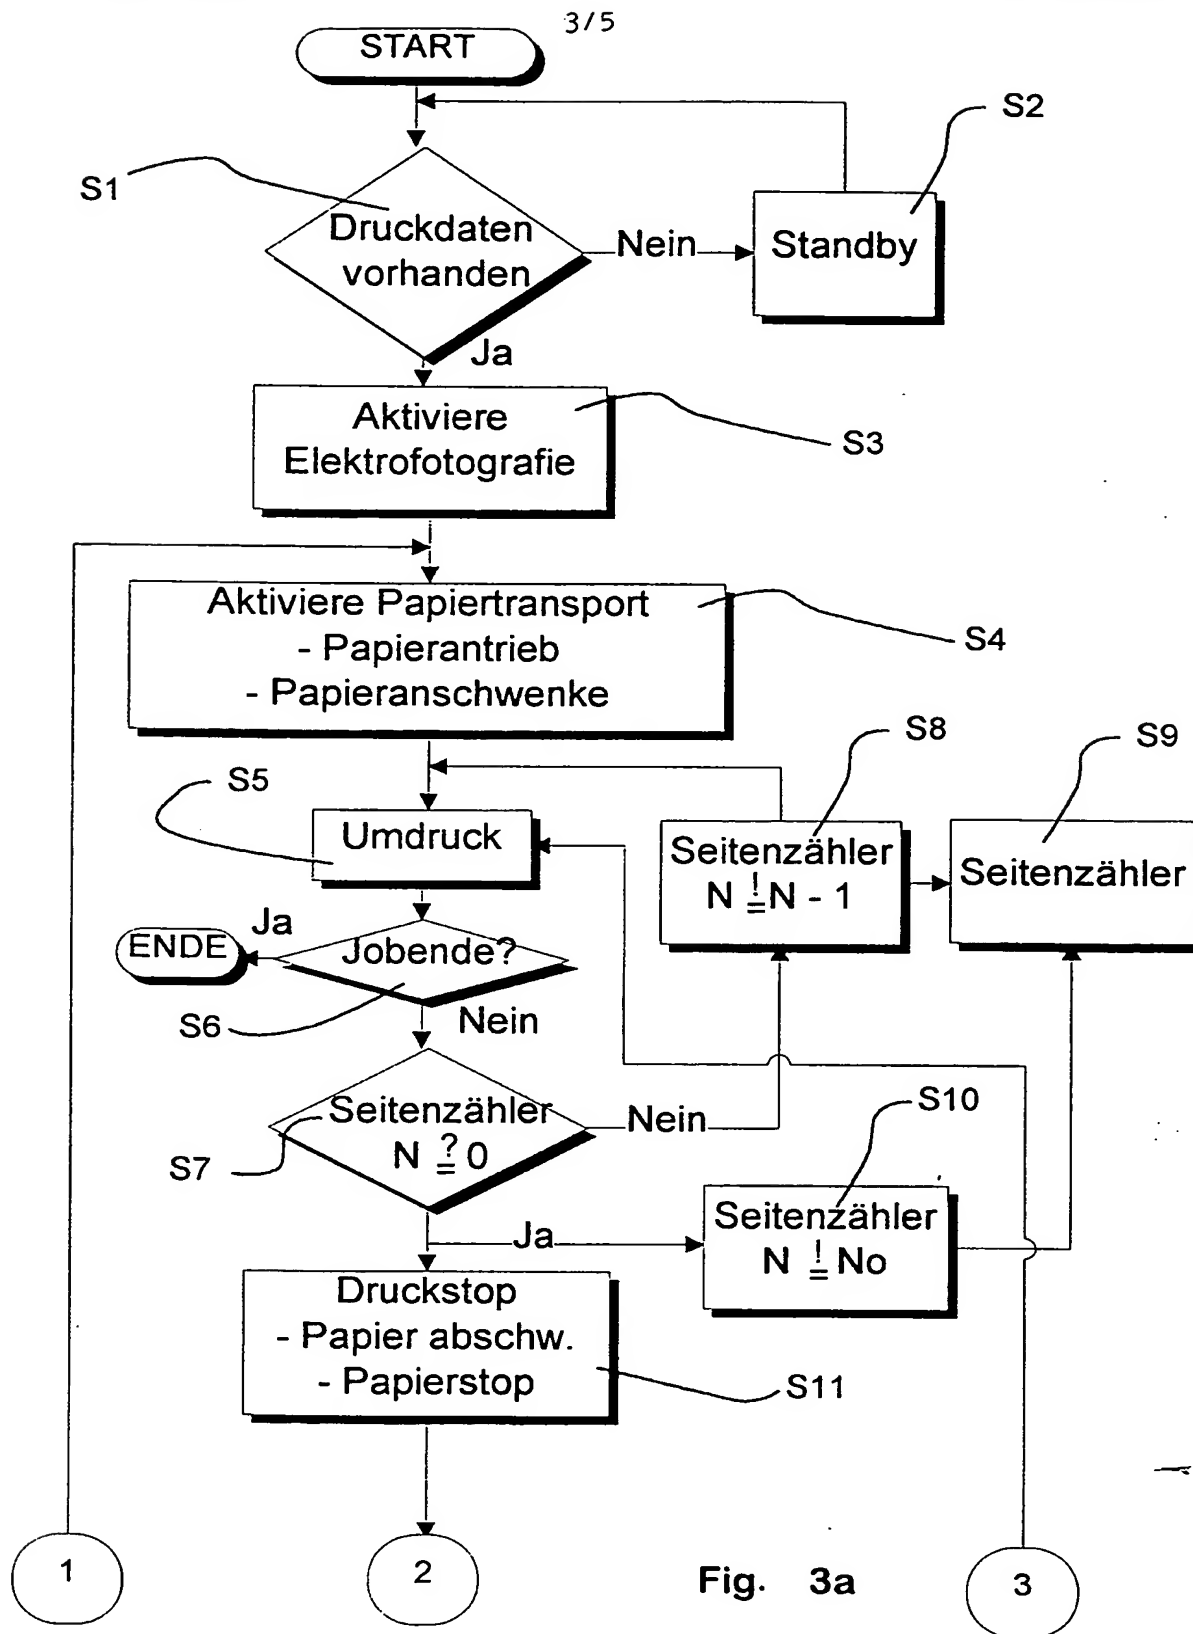 3/5
START
S2
S1
Druckdaten
vorhanden
Nein
Standby
Ja
Aktiviere
Elektrofotografie
S3
Aktiviere Papiertransport
- Papierantrieb
- Papieranschwenke
S4
S8
S9
S5
Umdruck
Seitenzähler
N != N - 1
Seitenzähler
Ja
ENDE
Jobende?
S6
Nein
Seitenzähler
N ?= 0
Nein
S7
S10
Seitenzähler
N != No
Ja
Druckstop
- Papier abschw.
- Papierstop
S11
1
2
3
Fig. 3a